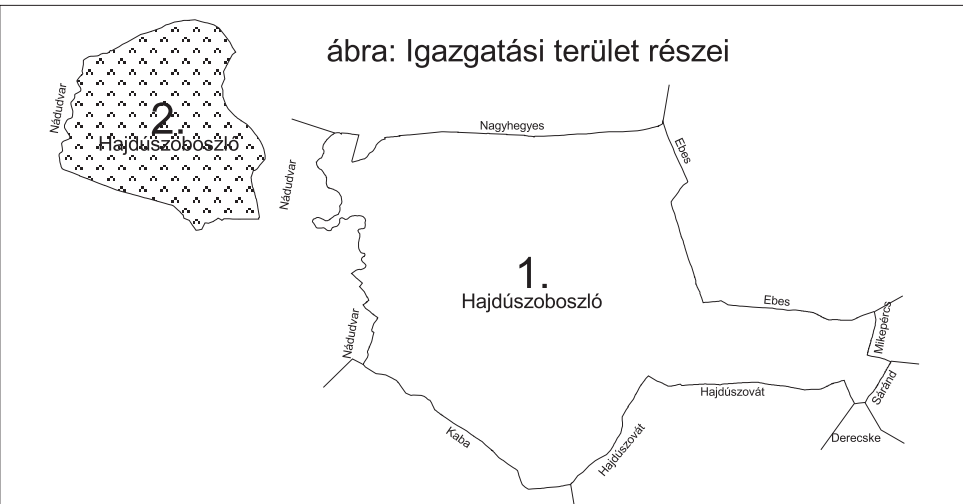 ábra: Igazgatási terület részei
Nádudvar
2.
Hajdúszoboszló
Nádudvar
Nagyhegyes
Ebes
1.
Hajdúszoboszló
Ebes
Mikepércs
Nádudvar
Sáránd
Hajdúszovát
Kaba
Hajdúszovát
Derecske